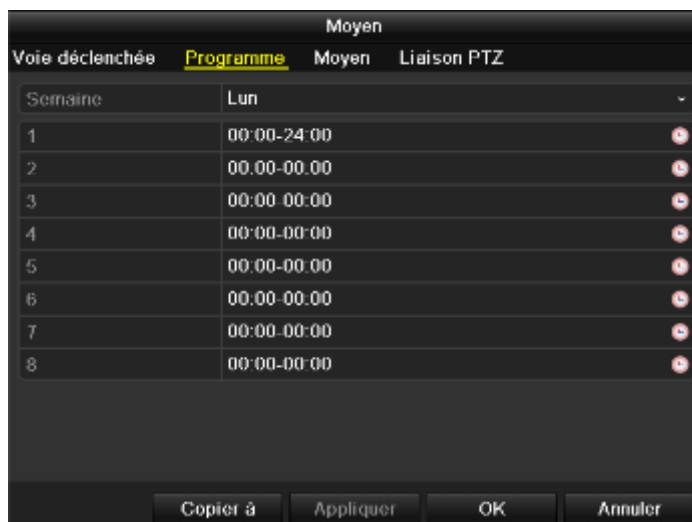 Moyen
Voie déclenchée Programme Moyen Liaison PTZ
Semaine Lun
1 00:00-24:00
2 00:00-00:00
3 00:00-00:00
4 00:00-00:00
5 00:00-00:00
6 00:00-00:00
7 00:00-00:00
8 00:00-00:00
Copier à Appliquer OK Annuler